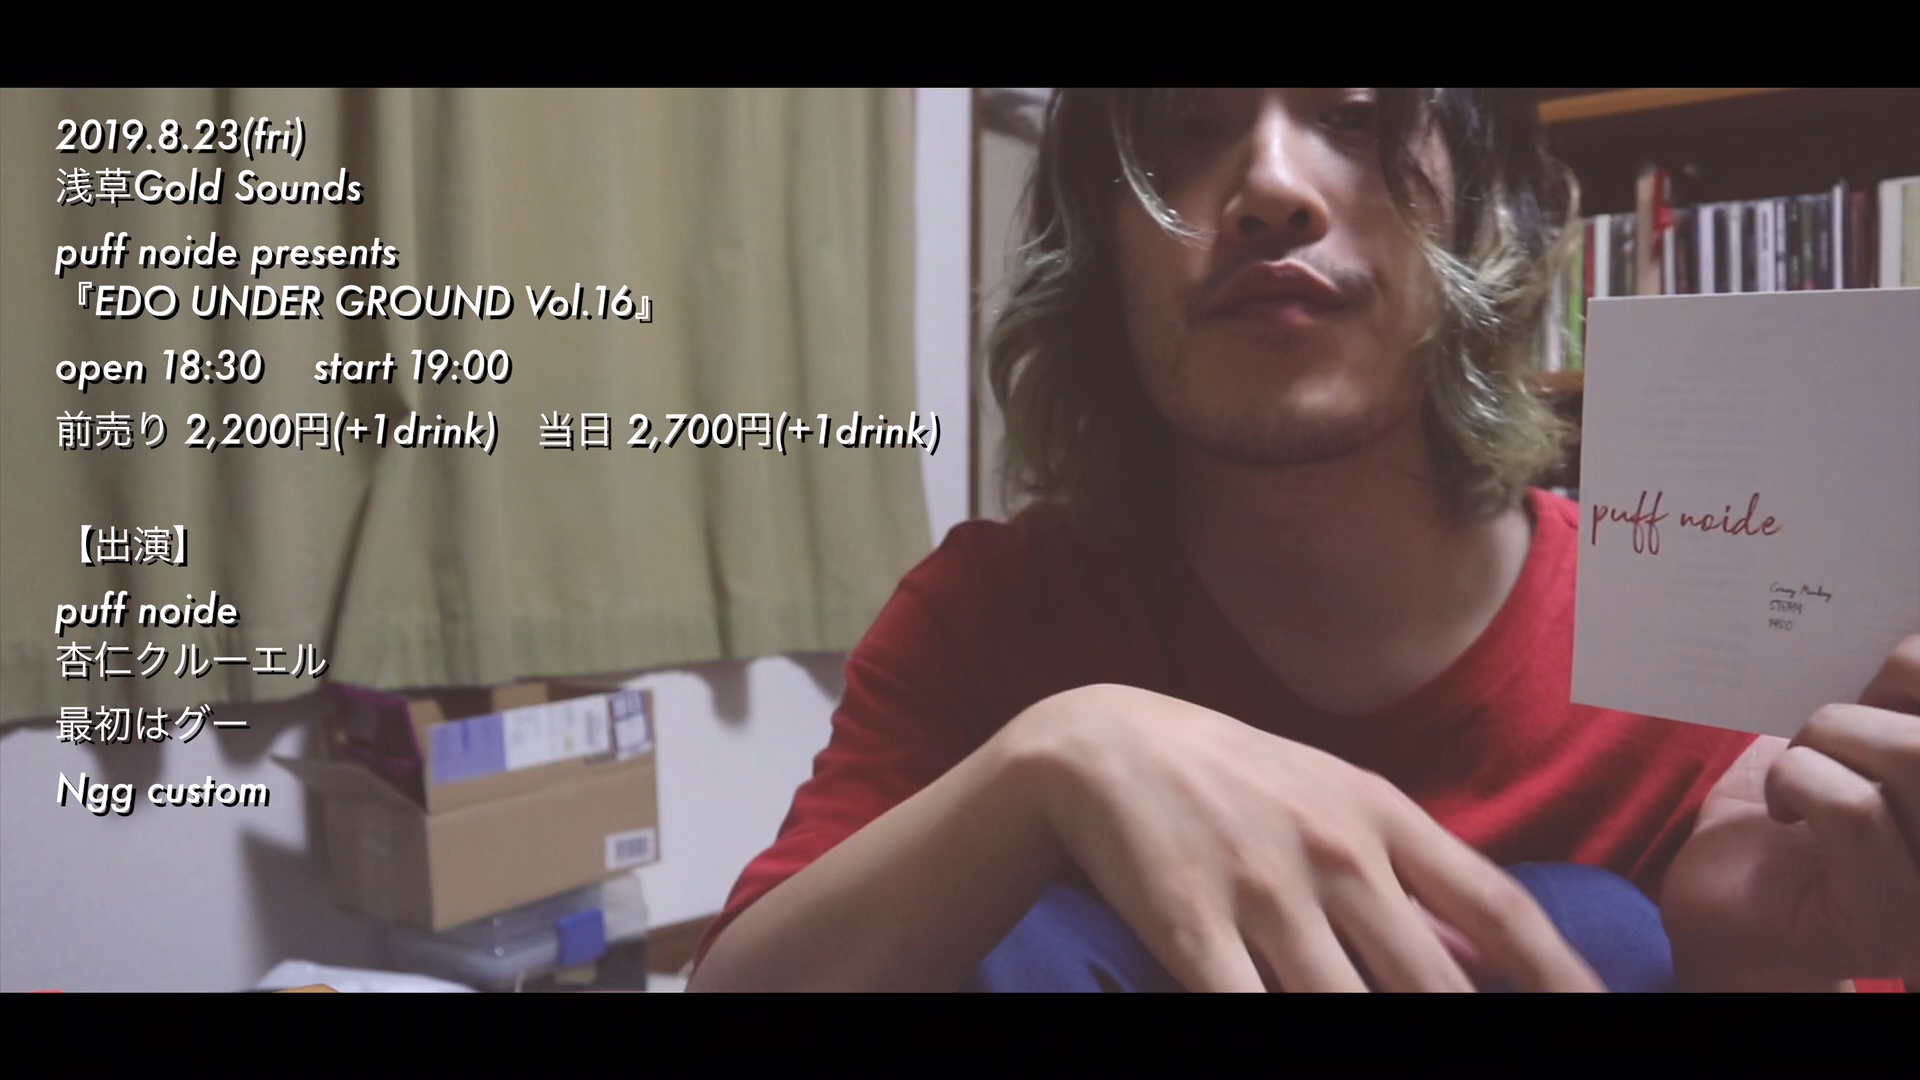 2019.8.23(fri)
浅草Gold Sounds
puff noide presents
『EDO UNDER GROUND Vol.16』
open 18:30 start 19:00
前売り 2,200円(+1drink) 当日 2,700円(+1drink)
【出演】
puff noide
杏仁クルーエル
最初はグー
Ngg custom
puff noide
Crazy Monkey